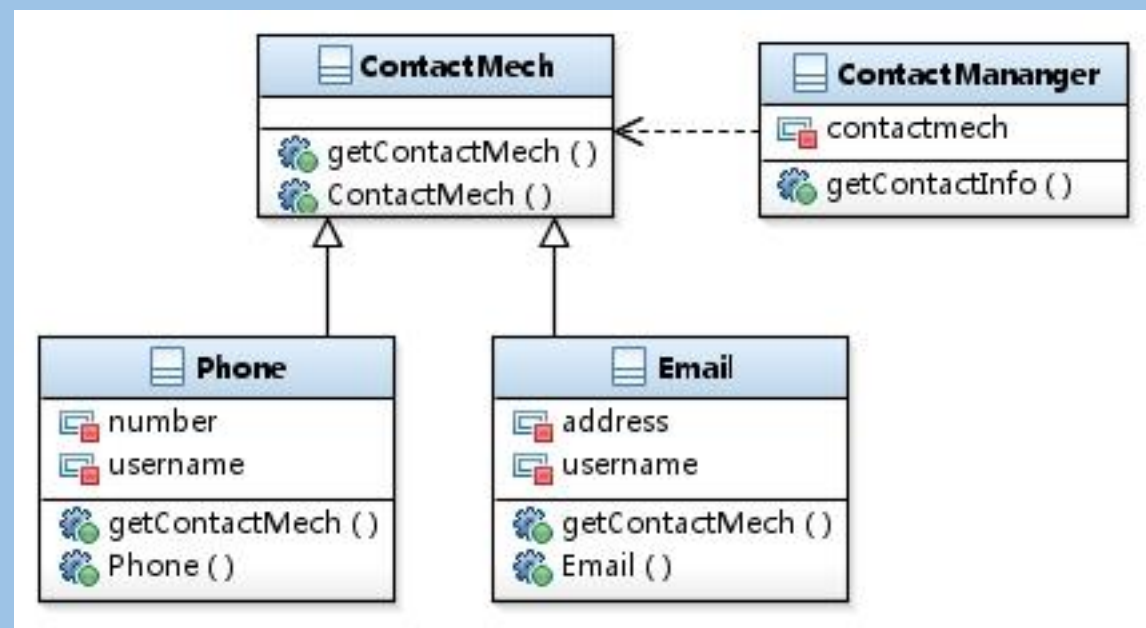 ContactMech
getContactMech ( )
ContactMech ( )
ContactMananger
contactmech
getContactInfo ( )
Phone
number
username
getContactMech ( )
Phone ( )
Email
address
username
getContactMech ( )
Email ( )